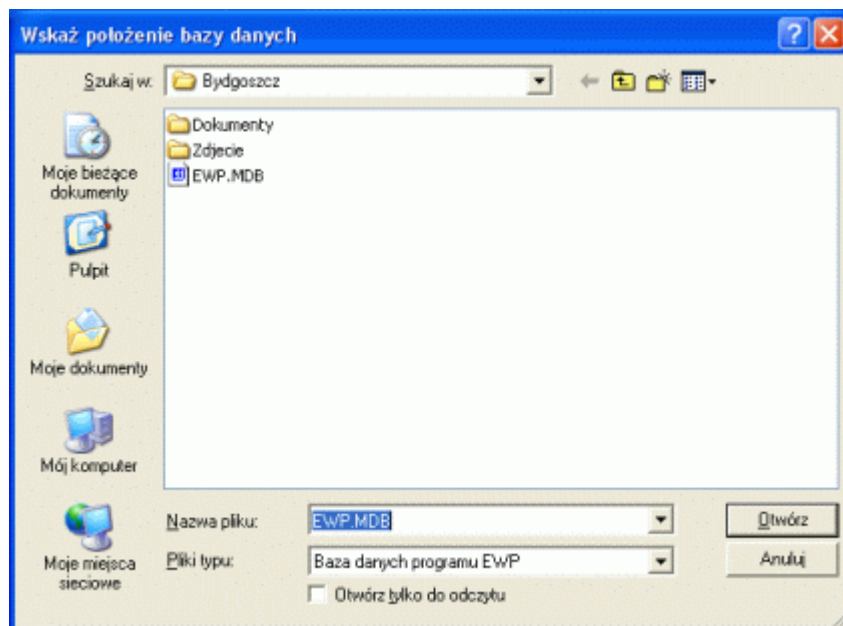 Wskaż położenie bazy danych
Szukaj w:
Bydgoszcz
Moje bieżące
dokumenty
Pulpit
Moje dokumenty
Mój komputer
Moje miejsca
sieciowe
Dokumenty
Zdjecie
EWP.MDB
Nazwa pliku:
EWP.MDB
Otwórz
Pliki typu:
Baza danych programu EWP
Anuluj
Otwórz tylko do odczytu